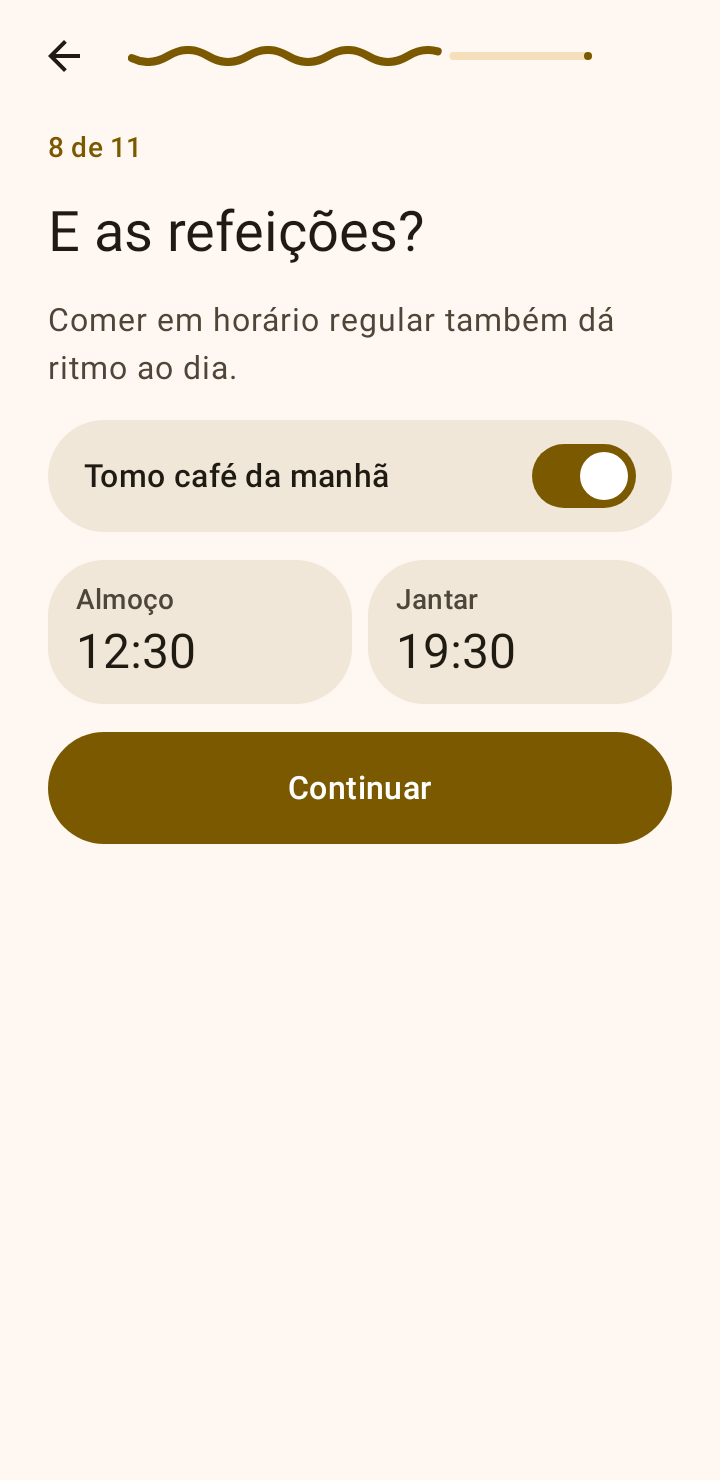 8 de 11
E as refeições?
Comer em horário regular também dá
ritmo ao dia.
Tomo café da manhã
Almoço
12:30
Jantar
19:30
Continuar